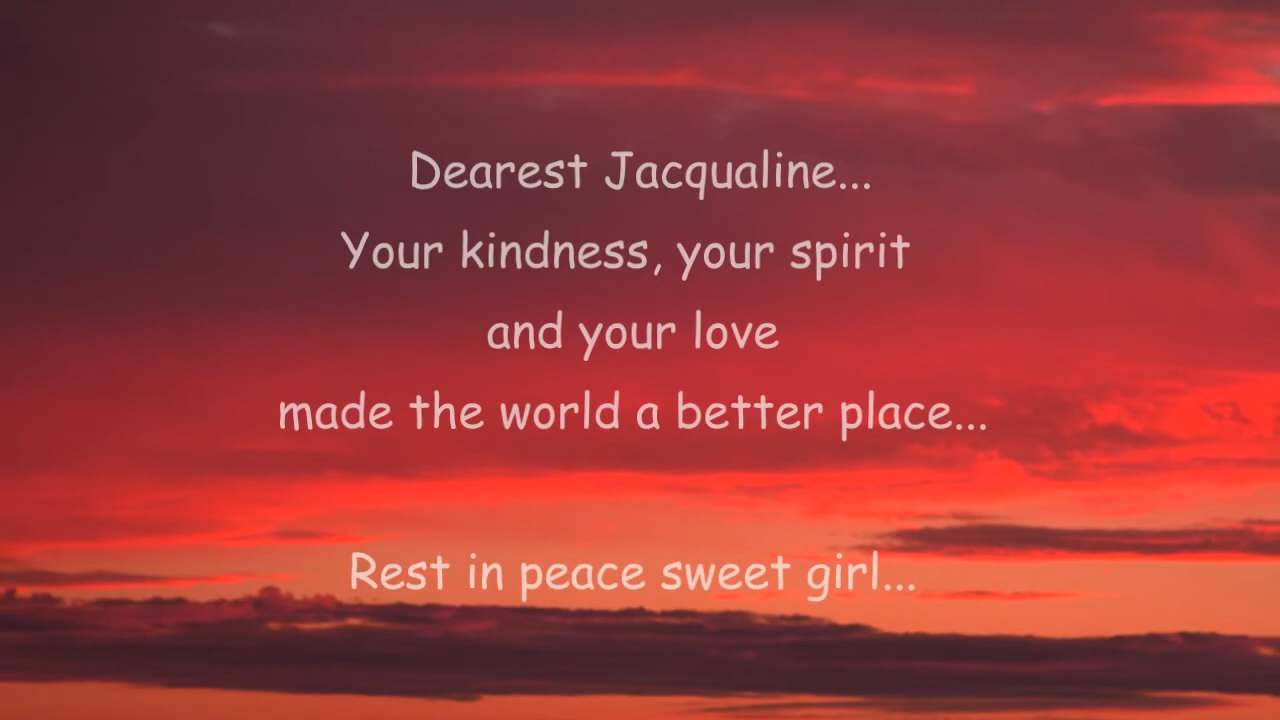 Dearest Jacqualine...
Your kindness, your spirit
and your love
made the world a better place...
Rest in peace sweet girl...